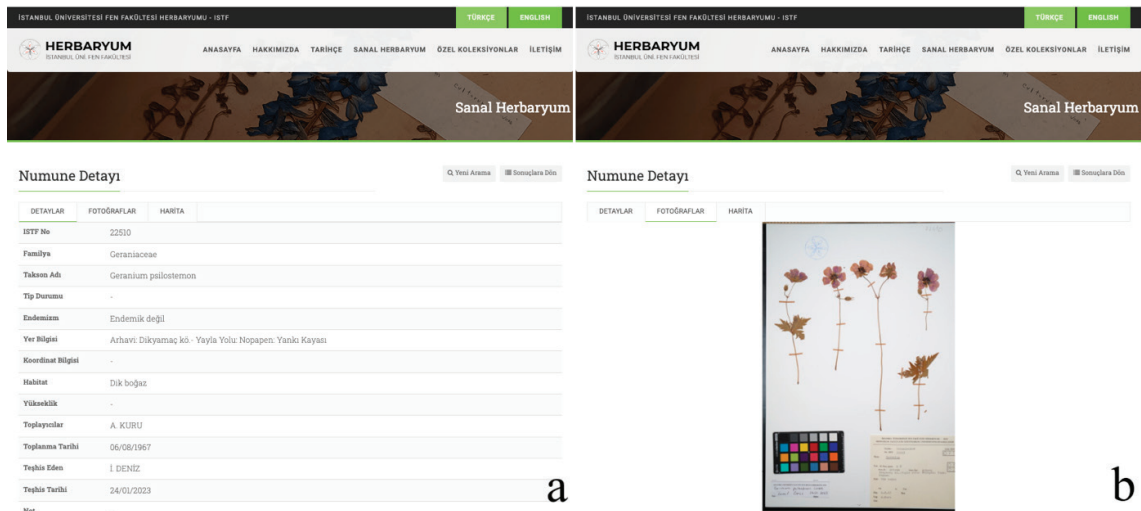 İSTANBUL ÜNİVERSİTESİ FEN FAKÜLTESİ HERBARYUMU - ISTF
TÜRKÇE ENGLISH
HERBARYUM
İSTANBUL ÜNİ. FEN FAKÜLTESİ
ANASAYFA HAKKIMIZDA TARİHÇE SANAL HERBARYUM ÖZEL KOLEKSİYONLAR İLETİŞİM
Sanal Herbaryum
Numune Detayı
Yeni Arama Sonuçlara Dön
DETAYLAR FOTOĞRAFLAR HARİTA
ISTF No 22510
Familya Geraniaceae
Takson Adı Geranium psilostemon
Tip Durumu -
Endemizm Endemik değil
Yer Bilgisi Arhavi: Dikyamaç kö.- Yayla Yolu: Nopapen: Yankı Kayası
Koordinat Bilgisi -
Habitat Dik boğaz
Yükseklik -
Toplayıcılar A. KURU
Toplanma Tarihi 06/08/1967
Teşhis Eden İ. DENİZ
Teşhis Tarihi 24/01/2023
Not
a
İSTANBUL ÜNİVERSİTESİ FEN FAKÜLTESİ HERBARYUMU - ISTF
TÜRKÇE ENGLISH
HERBARYUM
İSTANBUL ÜNİ. FEN FAKÜLTESİ
ANASAYFA HAKKIMIZDA TARİHÇE SANAL HERBARYUM ÖZEL KOLEKSİYONLAR İLETİŞİM
Sanal Herbaryum
Numune Detayı
Yeni Arama Sonuçlara Dön
DETAYLAR FOTOĞRAFLAR HARİTA
b